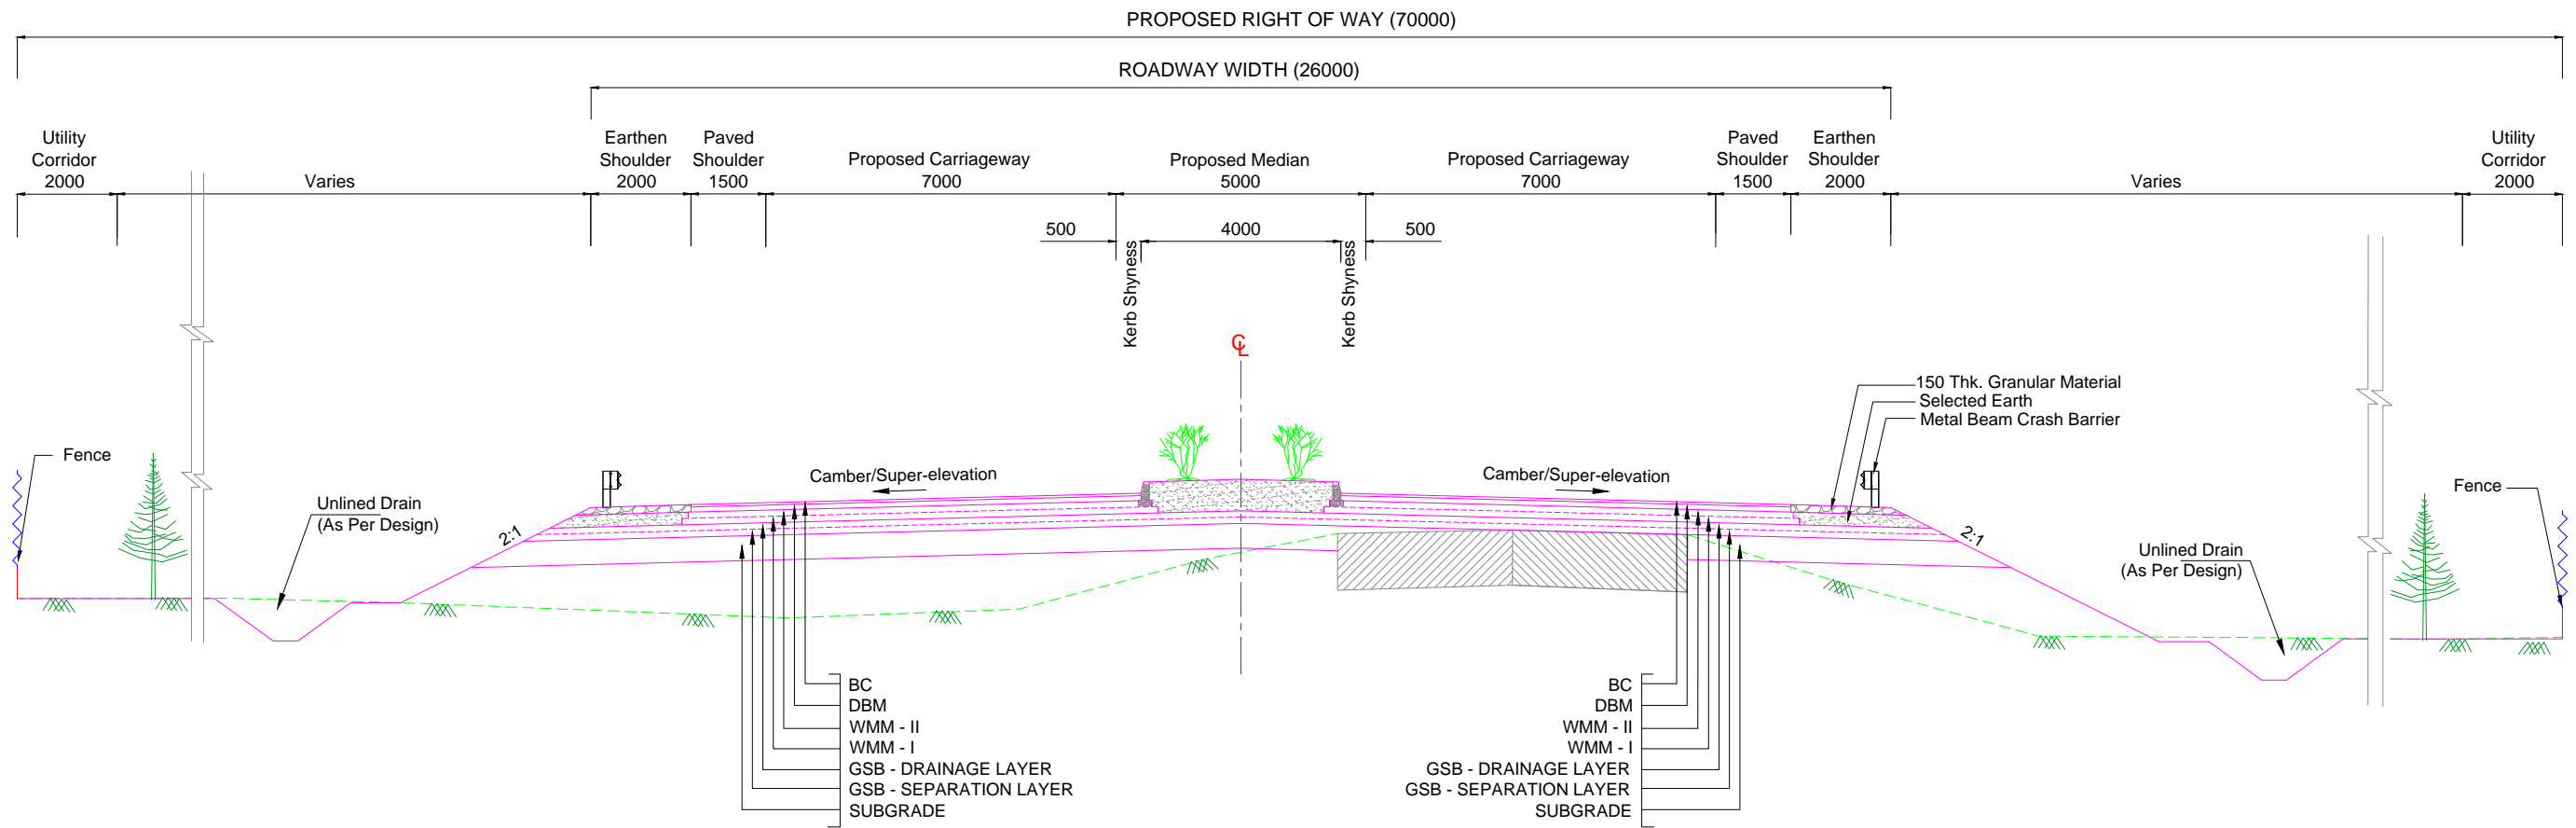 PROPOSED RIGHT OF WAY (70000)
ROADWAY WIDTH (26000)
Utility
Corridor
2000
Varies
Earthen
Shoulder
2000
Paved
Shoulder
1500
Proposed Carriageway
7000
Proposed Median
5000
Proposed Carriageway
7000
Paved
Shoulder
1500
Earthen
Shoulder
2000
Varies
Utility
Corridor
2000
500
4000
500
Kerb Shyness
Kerb Shyness
CL
150 Thk. Granular Material
Selected Earth
Metal Beam Crash Barrier
Fence
Camber/Super-elevation
Camber/Super-elevation
Fence
Unlined Drain
(As Per Design)
2:1
2:1
Unlined Drain
(As Per Design)
BC
DBM
WMM - II
WMM - I
GSB - DRAINAGE LAYER
GSB - SEPARATION LAYER
SUBGRADE
BC
DBM
WMM - II
WMM - I
GSB - DRAINAGE LAYER
GSB - SEPARATION LAYER
SUBGRADE